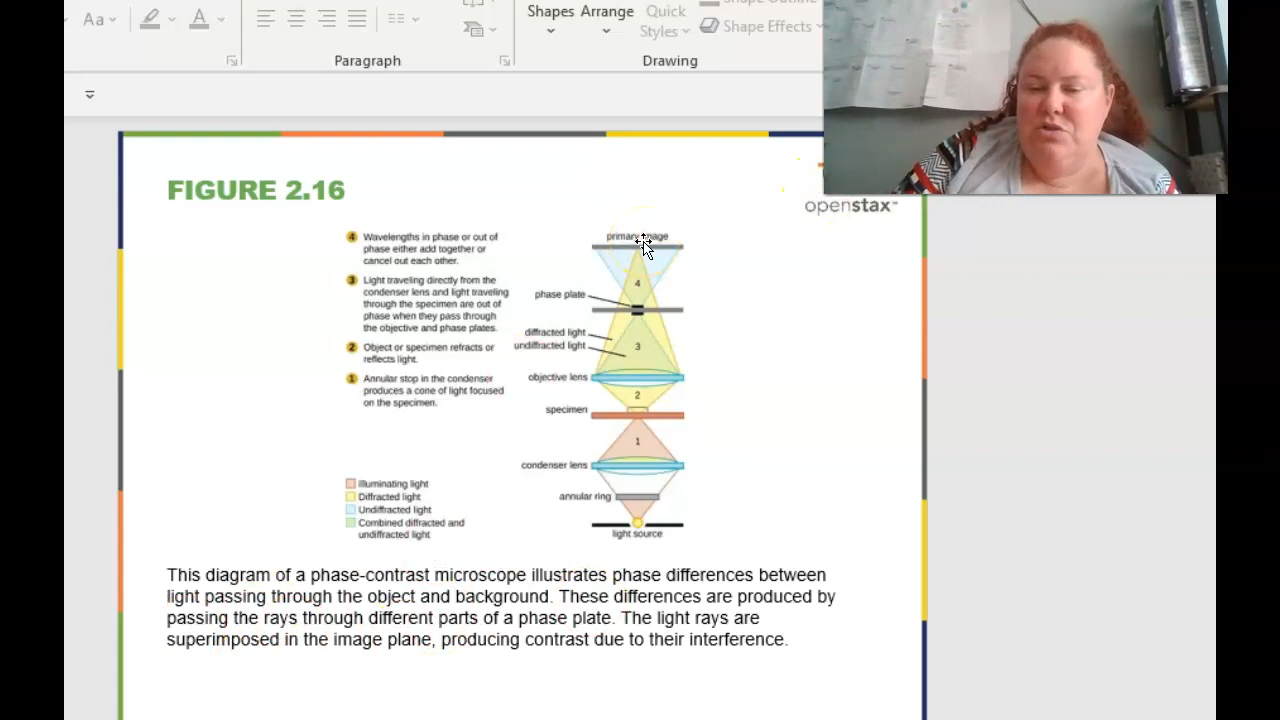 Aa
Shapes Arrange Quick
Styles
Shape Outline
Shape Effects
Paragraph
Drawing
FIGURE 2.16
openstax™
4 Wavelengths in phase or out of
phase either add together or
cancel out each other.
3 Light traveling directly from the
condenser lens and light traveling
through the specimen are out of
phase when they pass through
the objective and phase plates.
2 Object or specimen refracts or
reflects light.
1 Annular stop in the condenser
produces a cone of light focused
on the specimen.
Illuminating light
Diffracted light
Undiffracted light
Combined diffracted and
undiffracted light
primary image
4
phase plate
diffracted light
undiffracted light
3
objective lens
2
specimen
1
condenser lens
annular ring
light source
This diagram of a phase-contrast microscope illustrates phase differences between
light passing through the object and background. These differences are produced by
passing the rays through different parts of a phase plate. The light rays are
superimposed in the image plane, producing contrast due to their interference.